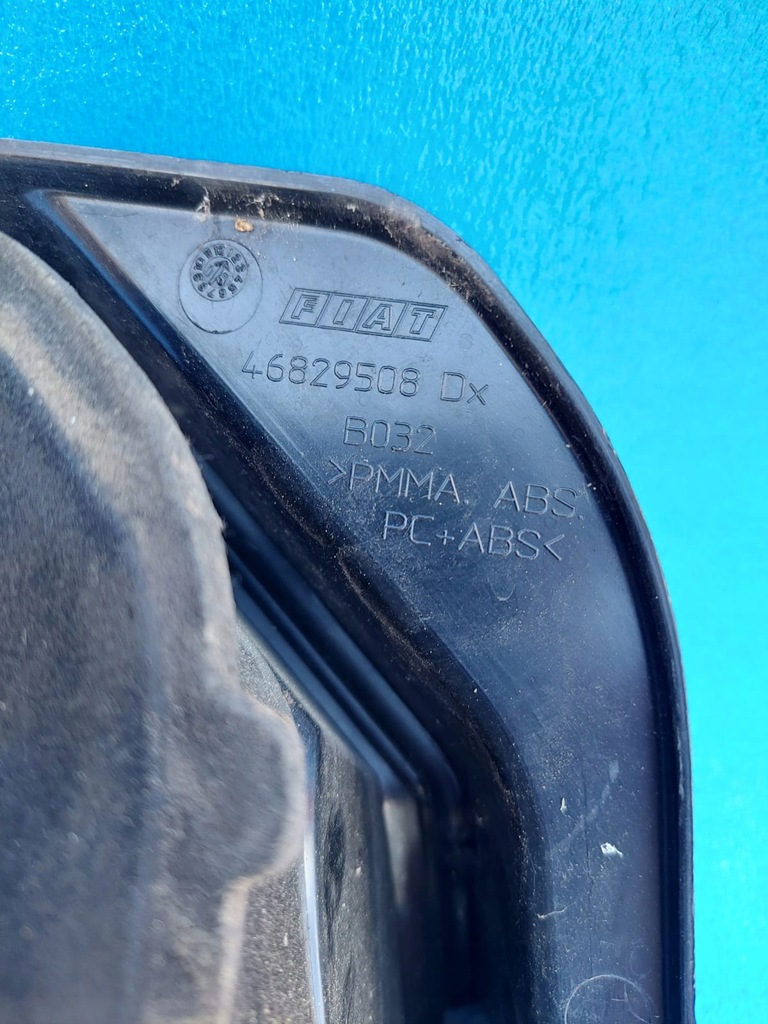 FIAT
46829508 Dx
B032
>PMMA. ABS.
PC+ABS<